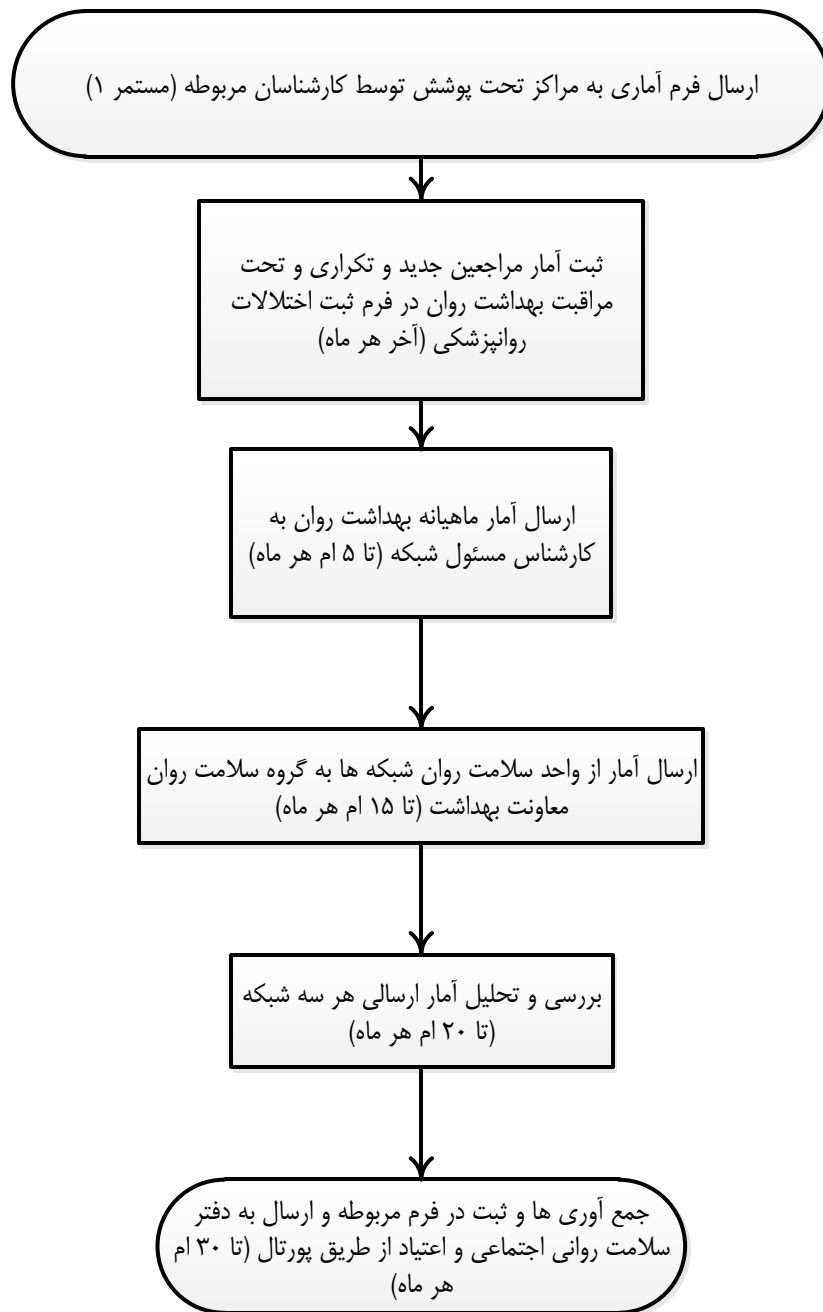 ارسال فرم آماری به مراکز تحت پوشش توسط کارشناسان مربوطه (مستمر ۱)
ثبت آمار مراجعین جدید و تکراری و تحت
مراقبت بهداشت روان در فرم ثبت اختلالات
روانپزشکی (آخر هر ماه)
ارسال آمار ماهیانه بهداشت روان به
کارشناس مسئول شبکه (تا ۵ ام هر ماه)
ارسال آمار از واحد سلامت روان شبکه ها به گروه سلامت روان
معاونت بهداشت (تا ۱۵ ام هر ماه)
بررسی و تحلیل آمار ارسالی هر سه شبکه
(تا ۲۰ ام هر ماه)
جمع آوری ها و ثبت در فرم مربوطه و ارسال به دفتر
سلامت روانی اجتماعی و اعتیاد از طریق پورتال (تا ۳۰ ام
هر ماه)